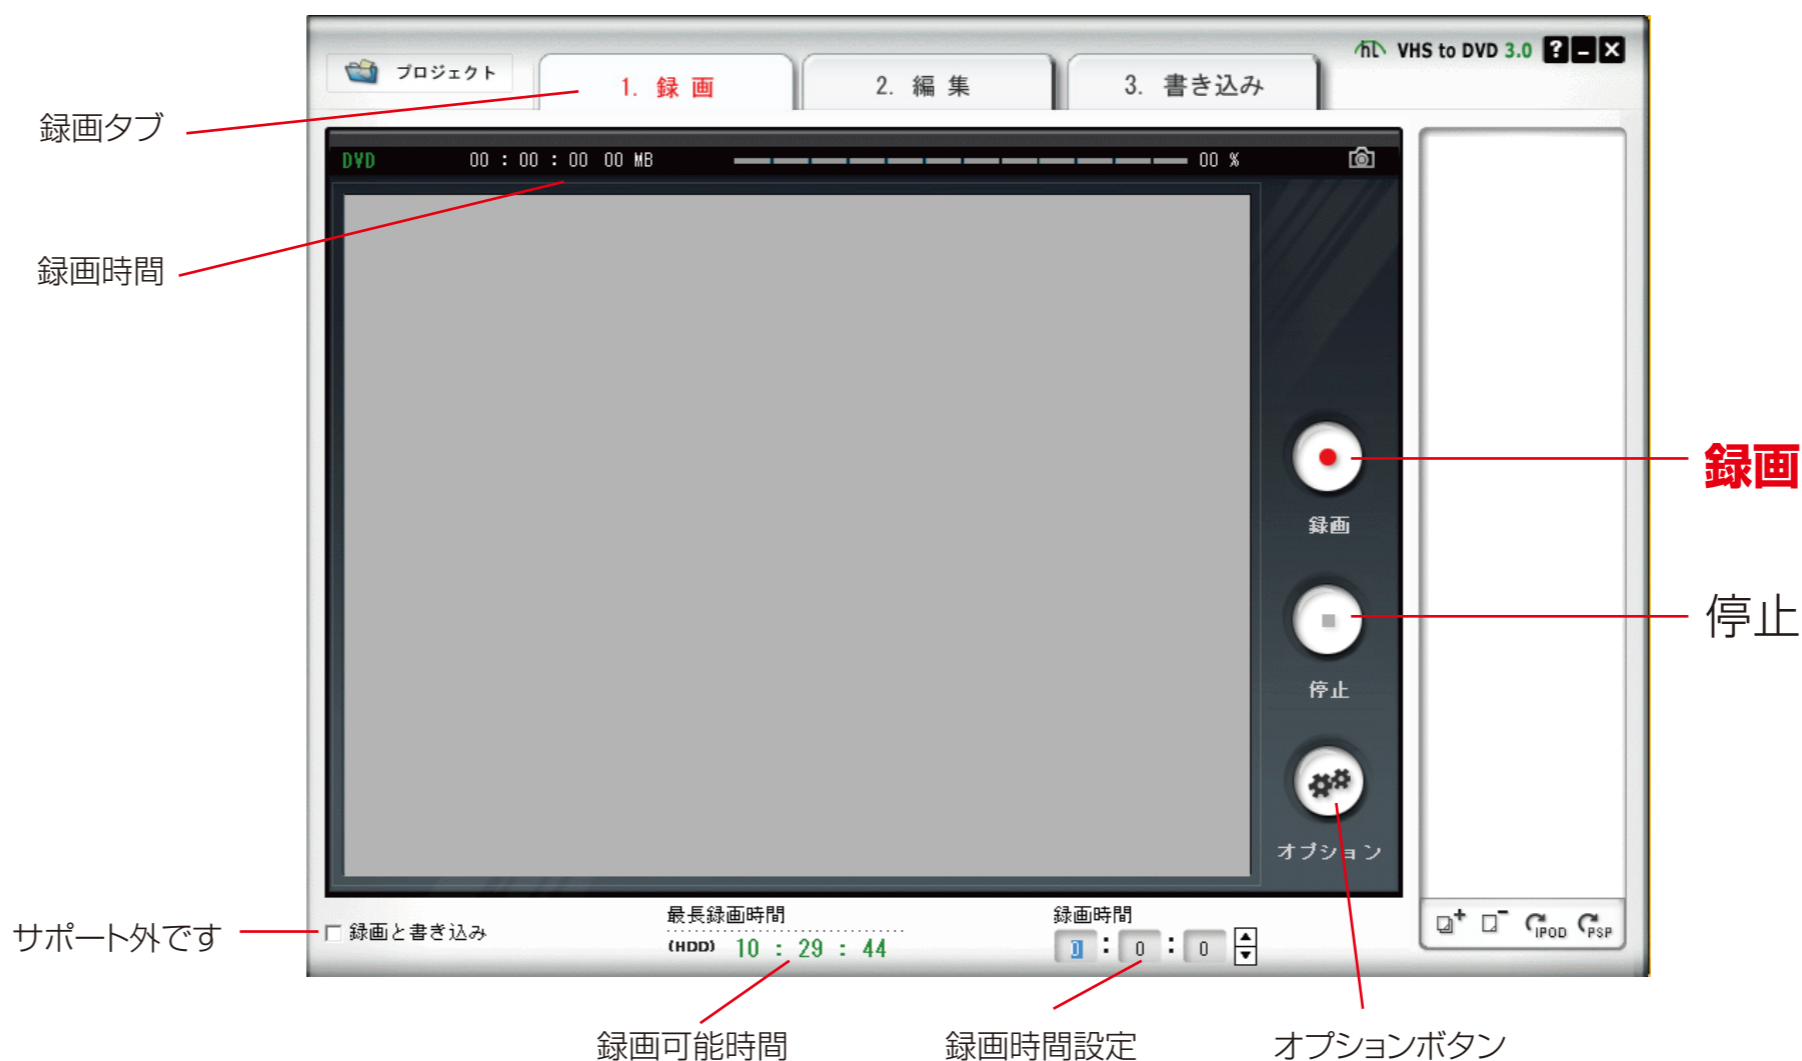 プロジェクト
1. 録 画
2. 編 集
3. 書き込み
VHS to DVD 3.0
録画タブ
DVD 00 : 00 : 00 00 MB 00 %
録画時間
録画
録画
停止
停止
オプション
サポート外です
録画と書き込み
最長録画時間
(HDD) 10 : 29 : 44
録画時間
0 : 0 : 0
IPOD PSP
録画可能時間
録画時間設定
オプションボタン